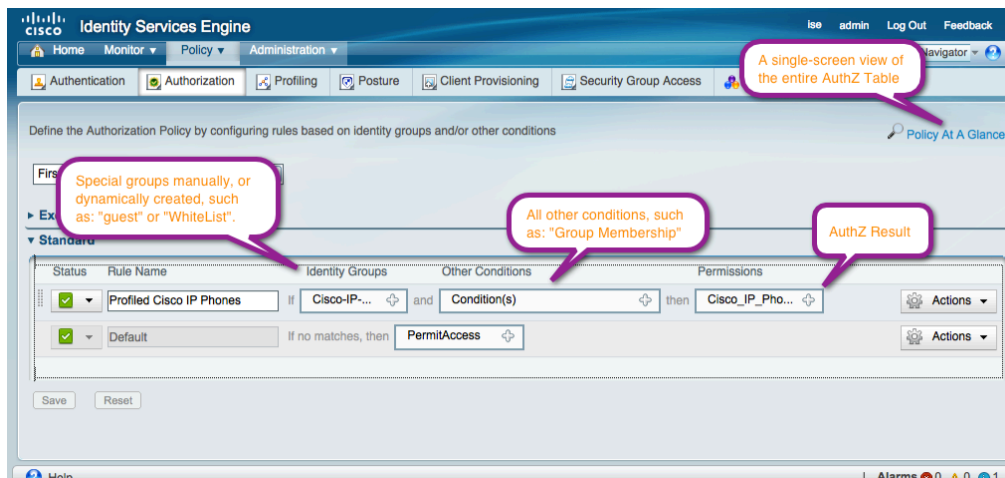 cisco Identity Services Engine
ise admin Log Out Feedback
Home Monitor Policy Administration
Navigator
Authentication Authorization Profiling Posture Client Provisioning Security Group Access
A single-screen view of
the entire AuthZ Table
Define the Authorization Policy by configuring rules based on identity groups and/or other conditions
Policy At A Glance
Special groups manually, or
dynamically created, such
as: "guest" or "WhiteList".
All other conditions, such
as: "Group Membership"
AuthZ Result
Standard
Status Rule Name Identity Groups Other Conditions Permissions
Profiled Cisco IP Phones If Cisco-IP-... and Condition(s) then Cisco_IP_Pho... Actions
Default If no matches, then PermitAccess Actions
Save Reset
Help Alarms 0 0 1